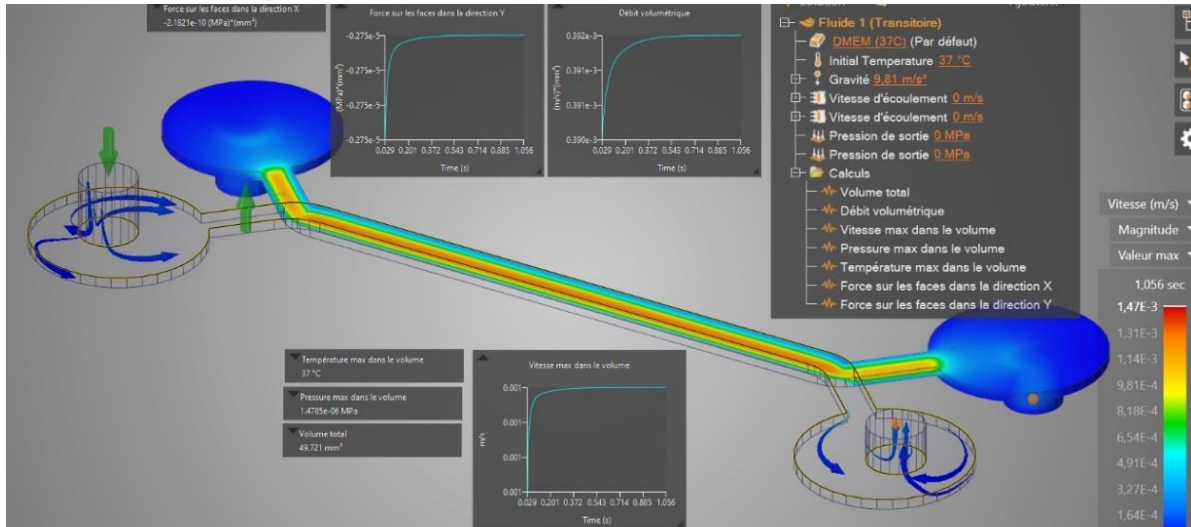 Force sur les faces dans la direction X
-2.1821e-10 (MPa)*(mm²)
Force sur les faces dans la direction Y
-0.275e-5
-0.275e-5
-0.275e-5
-0.275e-5
(MPa)*(mm²)
0.029 0.201 0.372 0.543 0.714 0.885 1.056
Time (s)
Débit volumétrique
0.392e-3
0.391e-3
0.391e-3
0.390e-3
(m/s)*(mm²)
0.029 0.201 0.372 0.543 0.714 0.885 1.056
Time (s)
Fluide 1 (Transitoire)
DMEM (37C) (Par défaut)
Initial Temperature 37 °C
Gravité 9,81 m/s²
Vitesse d'écoulement 0 m/s
Vitesse d'écoulement 0 m/s
Pression de sortie 0 MPa
Pression de sortie 0 MPa
Calculs
Volume total
Débit volumétrique
Vitesse max dans le volume
Pressure max dans le volume
Température max dans le volume
Force sur les faces dans la direction X
Force sur les faces dans la direction Y
Vitesse (m/s)
Magnitude
Valeur max
1,056 sec
1,47E-3
1,31E-3
1,14E-3
9,81E-4
8,18E-4
6,54E-4
4,91E-4
3,27E-4
1,64E-4
Température max dans le volume
37 °C
Pressure max dans le volume
1.4785e-06 MPa
Volume total
49.721 mm³
Vitesse max dans le volume
0.001
0.001
0.001
0.001
m/s
0.029 0.201 0.372 0.543 0.714 0.885 1.056
Time (s)